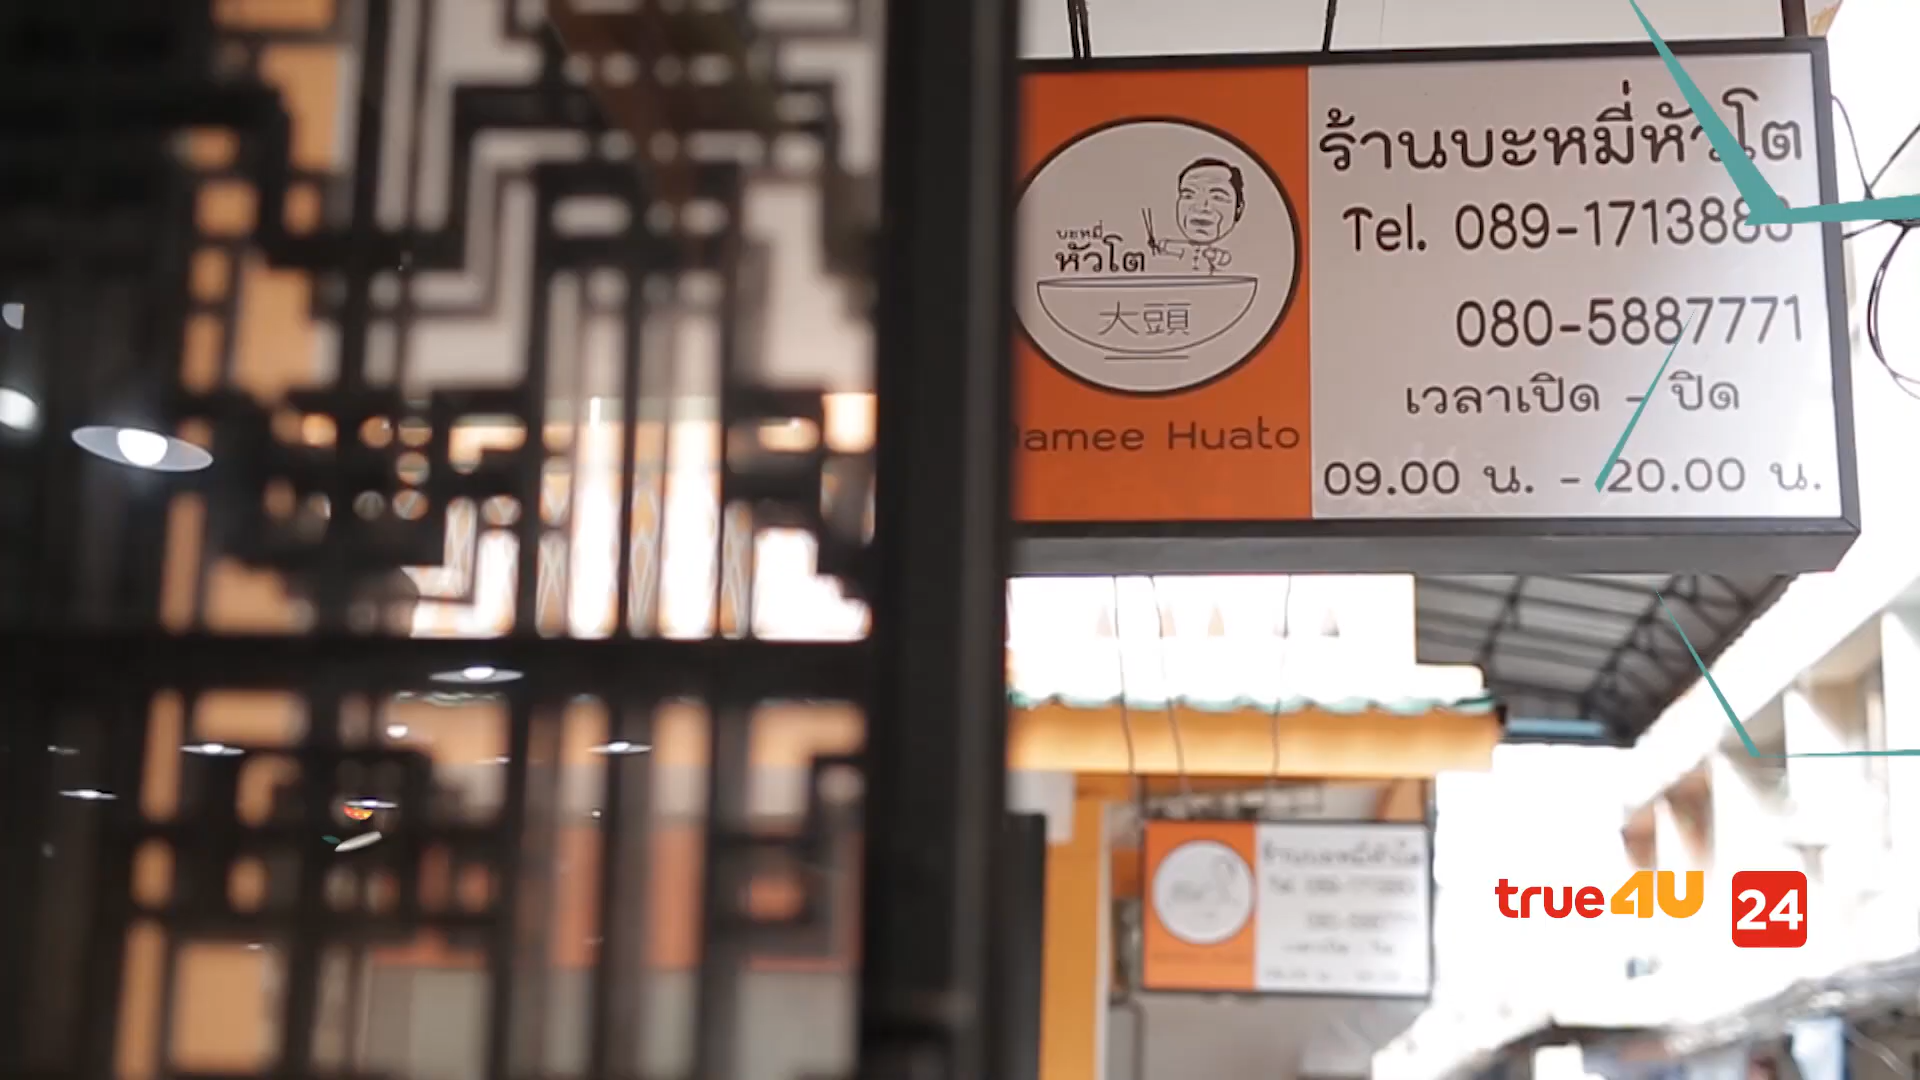 ร้านบะหมี่หัวโต
Tel. 089-1713888
080-5887771
เวลาเปิด - ปิด
09.00 น. - 20.00 น.
บะหมี่
หัวโต
大頭
Huato
true4U 24